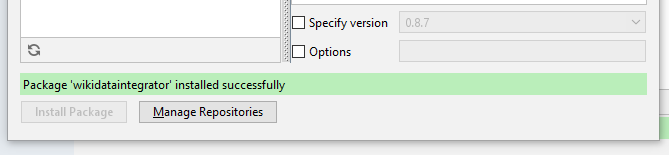 Specify version 0.8.7
Options
Package 'wikidataintegrator' installed successfully
Install Package Manage Repositories